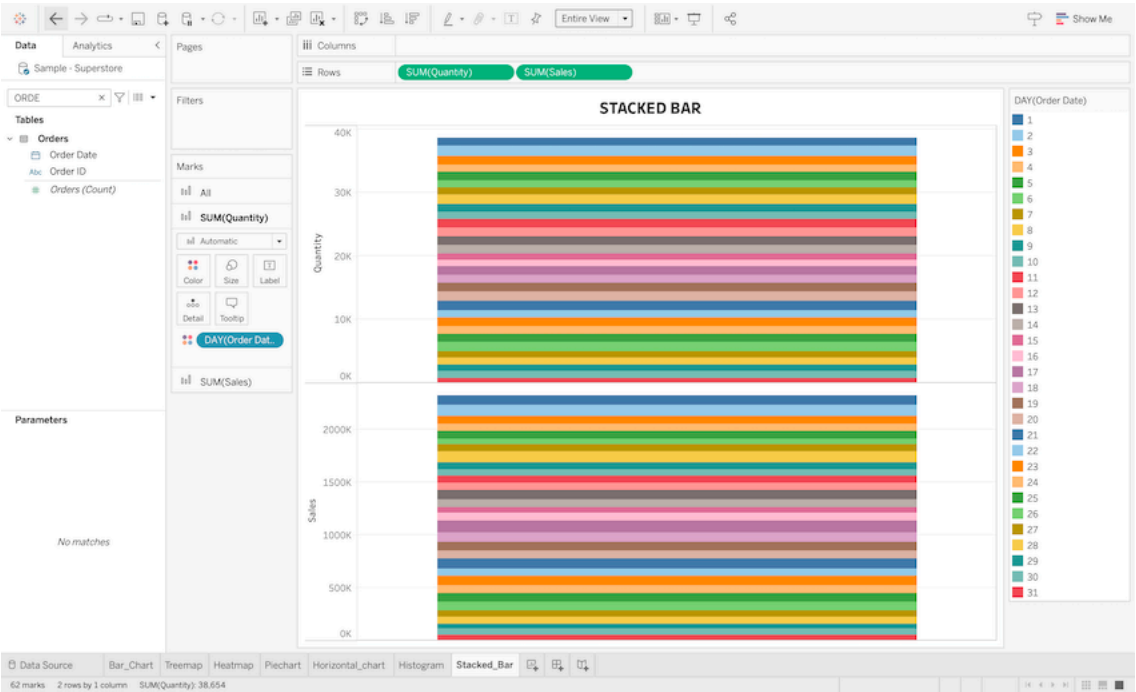 Entire View
Show Me
Data
Analytics
Sample - Superstore
ORDE
Tables
Orders
Order Date
Abc Order ID
Orders (Count)
Parameters
No matches
Pages
Filters
Marks
All
SUM(Quantity)
Automatic
Color Size Label
Detail Tooltip
DAY(Order Dat..
SUM(Sales)
Columns
Rows SUM(Quantity) SUM(Sales)
STACKED BAR
40K
30K
20K
10K
0K
Quantity
2000K
1500K
1000K
500K
0K
Sales
DAY(Order Date)
1
2
3
4
5
6
7
8
9
10
11
12
13
14
15
16
17
18
19
20
21
22
23
24
25
26
27
28
29
30
31
Data Source Bar_Chart Treemap Heatmap Piechart Horizontal_chart Histogram Stacked_Bar
62 marks 2 rows by 1 column SUM(Quantity): 38,654